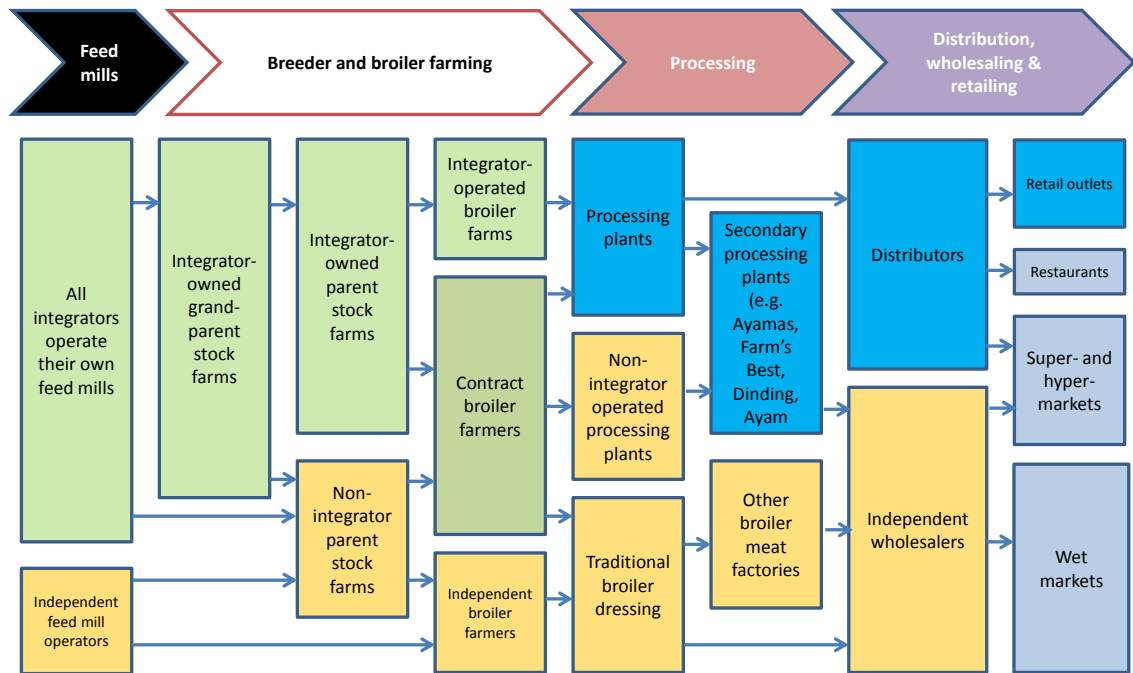 Feed
mills
Breeder and broiler farming
Processing
Distribution,
wholesaling &
retailing
All
integrators
operate
their own
feed mills
Independent
feed mill
operators
Integrator-
owned
grand-
parent
stock
farms
Integrator-
owned
parent
stock
farms
Non-
integrator
parent
stock
farms
Integrator-
operated
broiler
farms
Contract
broiler
farmers
Independent
broiler
farmers
Processing
plants
Non-
integrator
operated
processing
plants
Traditional
broiler
dressing
Secondary
processing
plants
(e.g.
Ayamas,
Farm's
Best,
Dinding,
Ayam
Other
broiler
meat
factories
Distributors
Independent
wholesalers
Retail outlets
Restaurants
Super- and
hyper-
markets
Wet
markets